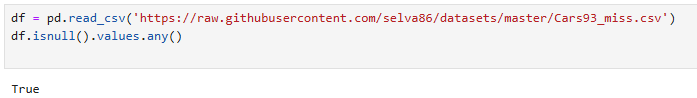 df = pd.read_csv('https://raw.githubusercontent.com/selva86/datasets/master/Cars93_miss.csv')
df.isnull().values.any()
True